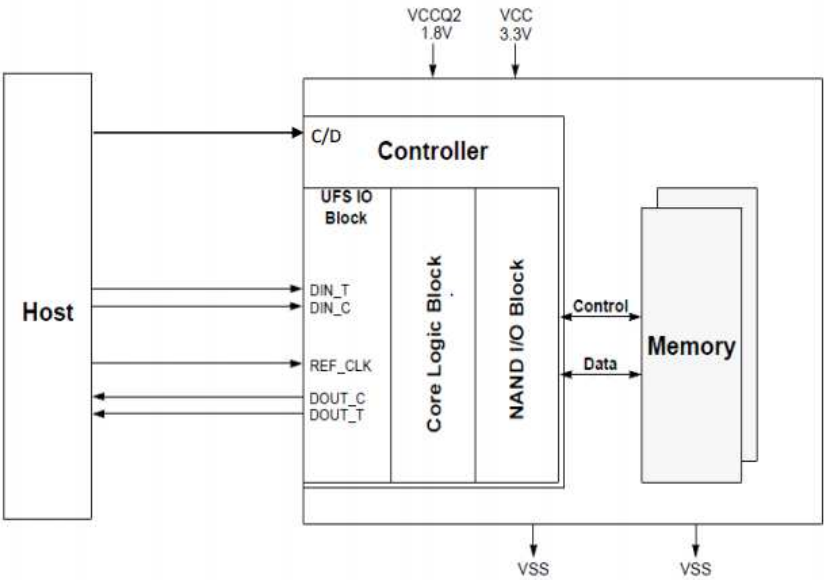 VCCQ2
1.8V
VCC
3.3V
C/D
Controller
UFS IO
Block
Core Logic Block
NAND I/O Block
Host
DIN_T
DIN_C
REF_CLK
DOUT_C
DOUT_T
Control
Data
Memory
VSS
VSS